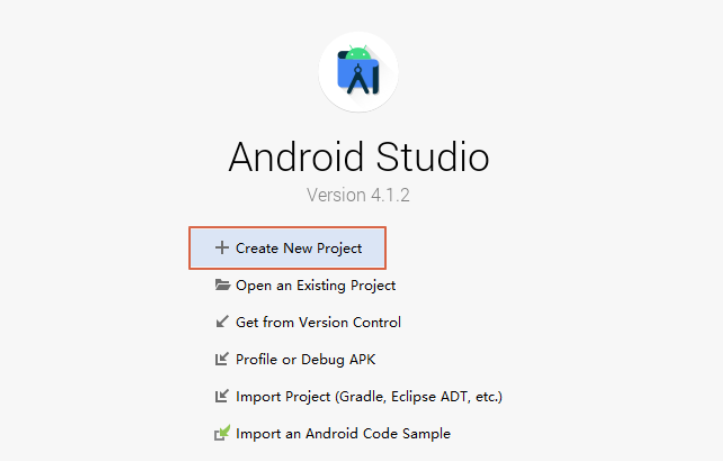 Android Studio
Version 4.1.2
Create New Project
Open an Existing Project
Get from Version Control
Profile or Debug APK
Import Project (Gradle, Eclipse ADT, etc.)
Import an Android Code Sample